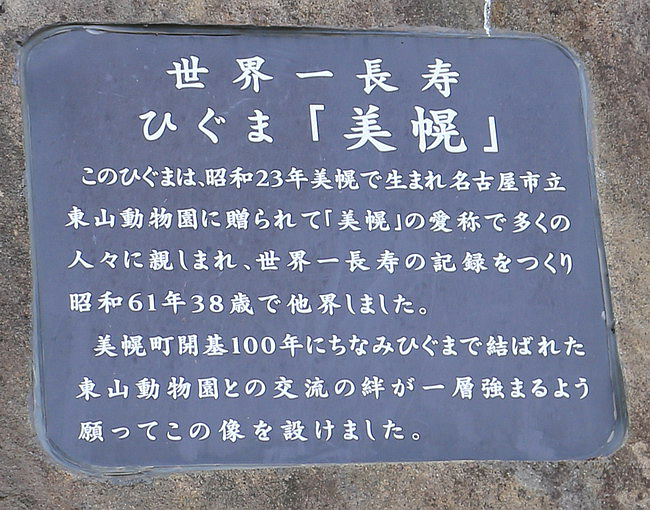 世界一長寿
ひぐま「美幌」
このひぐまは、昭和23年美幌で生まれ名古屋市立
東山動物園に贈られて「美幌」の愛称で多くの
人々に親しまれ、世界一長寿の記録をつくり
昭和61年38歳で他界しました。
美幌町開基100年にちなみひぐまで結ばれた
東山動物園との交流の絆が一層強まるよう
願ってこの像を設けました。